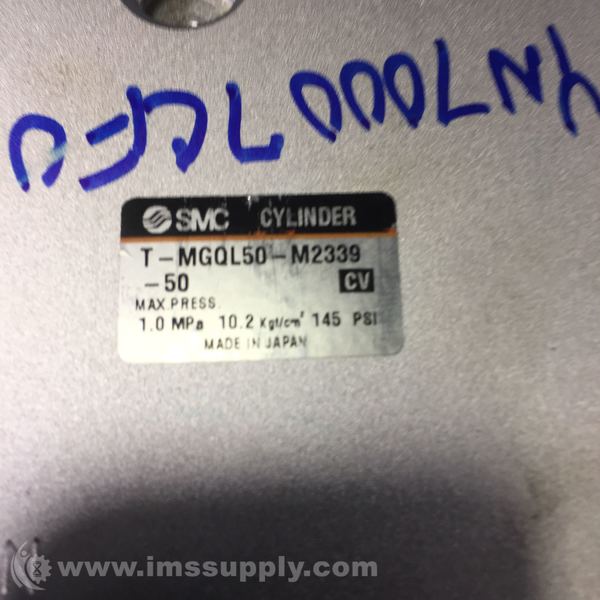 SMC CYLINDER
T-MGQL50-M2339
-50 CV
MAX.PRESS.
1.0 MPa 10.2 Kgf/cm² 145 PSI
MADE IN JAPAN
www.imssupply.com